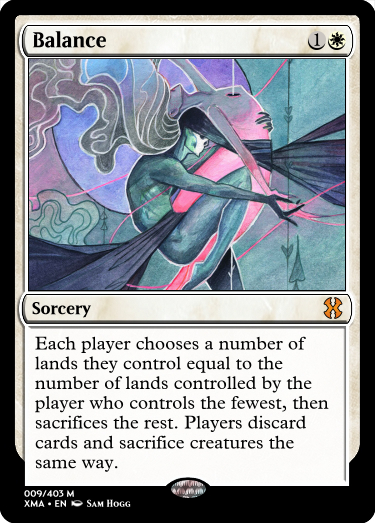 Balance 1
Sorcery
Each player chooses a number of
lands they control equal to the
number of lands controlled by the
player who controls the fewest, then
sacrifices the rest. Players discard
cards and sacrifice creatures the
same way.
009/403 M
XMA • EN Sam Hogg